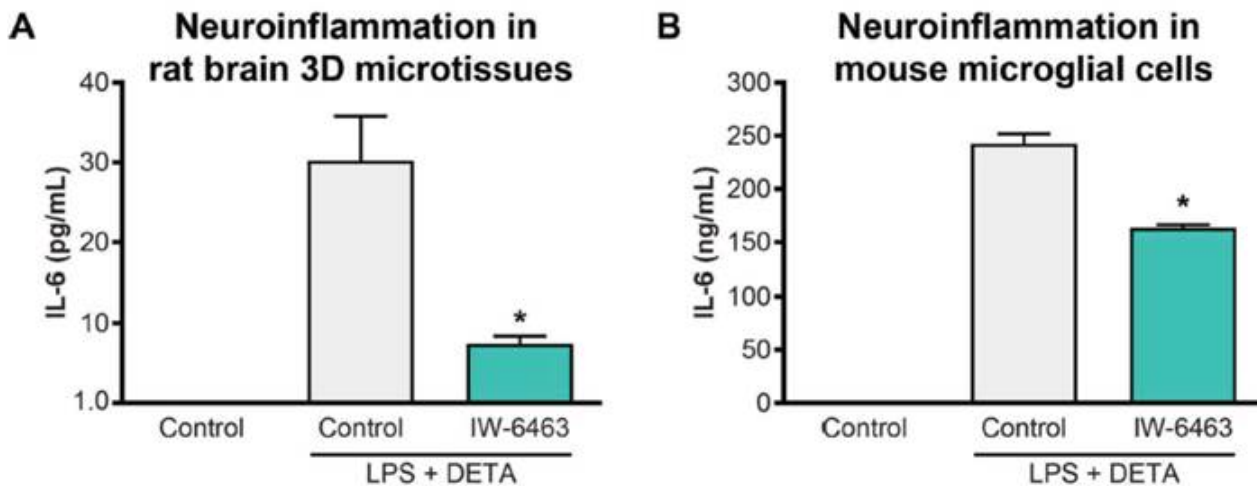 A
Neuroinflammation in
rat brain 3D microtissues
IL-6 (pg/mL)
40
30
20
10
1.0
*
Control
Control
IW-6463
LPS + DETA
B
Neuroinflammation in
mouse microglial cells
IL-6 (ng/mL)
300
250
200
150
100
50
0
*
Control
Control
IW-6463
LPS + DETA